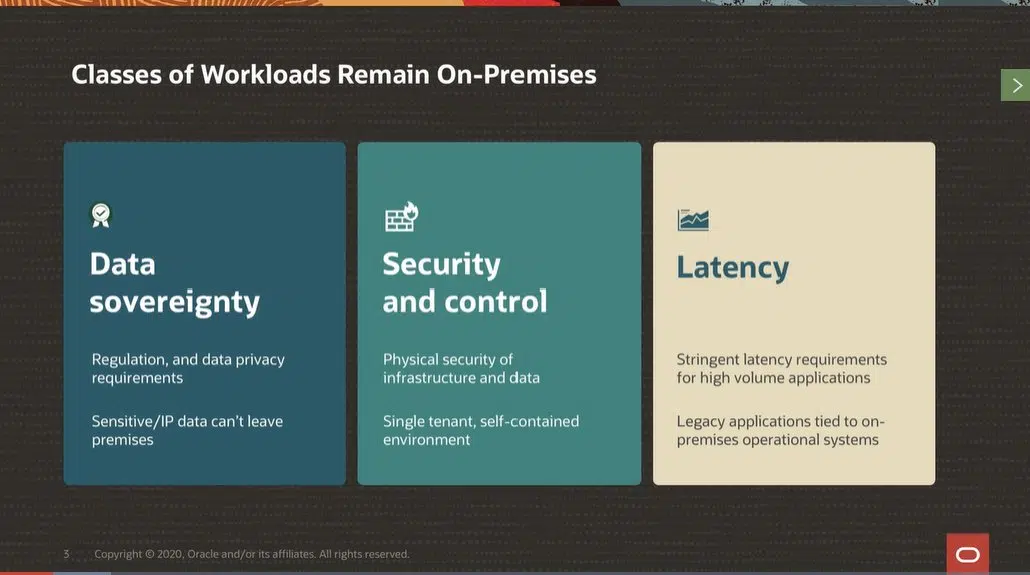 Classes of Workloads Remain On-Premises
Data
sovereignty
Regulation, and data privacy
requirements
Sensitive/IP data can't leave
premises
Security
and control
Physical security of
infrastructure and data
Single tenant, self-contained
environment
Latency
Stringent latency requirements
for high volume applications
Legacy applications tied to on-
premises operational systems
3 Copyright © 2020, Oracle and/or its affiliates. All rights reserved.